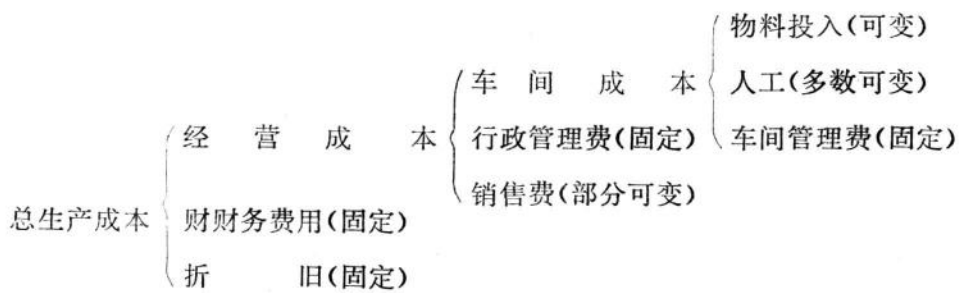 物料投入(可变)
车间成本 人工(多数可变)
经营成本 行政管理费(固定) 车间管理费(固定)
销售费(部分可变)
总生产成本 财财务费用(固定)
折旧(固定)